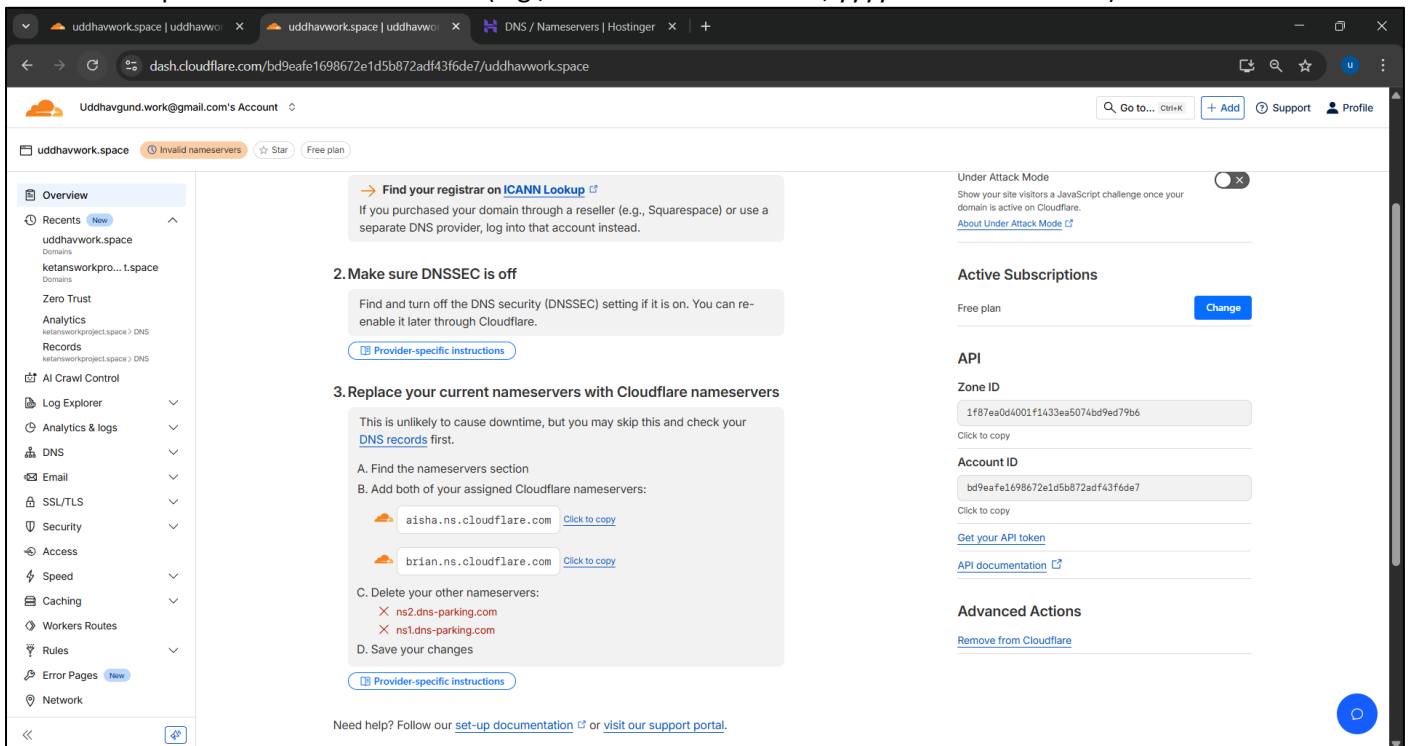 uddhavwork.space | uddhavwor
uddhavwork.space | uddhavwor
DNS / Nameservers | Hostinger
dash.cloudflare.com/bd9eafe1698672e1d5b872adf43f6de7/uddhavwork.space
u
Uddhavgund.work@gmail.com's Account
Go to... Ctrl+K
+ Add
Support
Profile
uddhavwork.space
Invalid nameservers
Star
Free plan
Overview
Recents New
uddhavwork.space
Domains
ketansworkpro... t.space
Domains
Zero Trust
Analytics
ketansworkproject.space > DNS
Records
ketansworkproject.space > DNS
AI Crawl Control
Log Explorer
Analytics & logs
DNS
Email
SSL/TLS
Security
Access
Speed
Caching
Workers Routes
Rules
Error Pages New
Network
→ Find your registrar on ICANN Lookup
If you purchased your domain through a reseller (e.g., Squarespace) or use a
separate DNS provider, log into that account instead.
2. Make sure DNSSEC is off
Find and turn off the DNS security (DNSSEC) setting if it is on. You can re-
enable it later through Cloudflare.
Provider-specific instructions
3. Replace your current nameservers with Cloudflare nameservers
This is unlikely to cause downtime, but you may skip this and check your
DNS records first.
A. Find the nameservers section
B. Add both of your assigned Cloudflare nameservers:
aisha.ns.cloudflare.com Click to copy
brian.ns.cloudflare.com Click to copy
C. Delete your other nameservers:
ns2.dns-parking.com
ns1.dns-parking.com
D. Save your changes
Provider-specific instructions
Need help? Follow our set-up documentation or visit our support portal.
Under Attack Mode
Show your site visitors a JavaScript challenge once your
domain is active on Cloudflare.
About Under Attack Mode
Active Subscriptions
Free plan
Change
API
Zone ID
1f87ea0d4001f1433ea5074bd9ed79b6
Click to copy
Account ID
bd9eafe1698672e1d5b872adf43f6de7
Click to copy
Get your API token
API documentation
Advanced Actions
Remove from Cloudflare